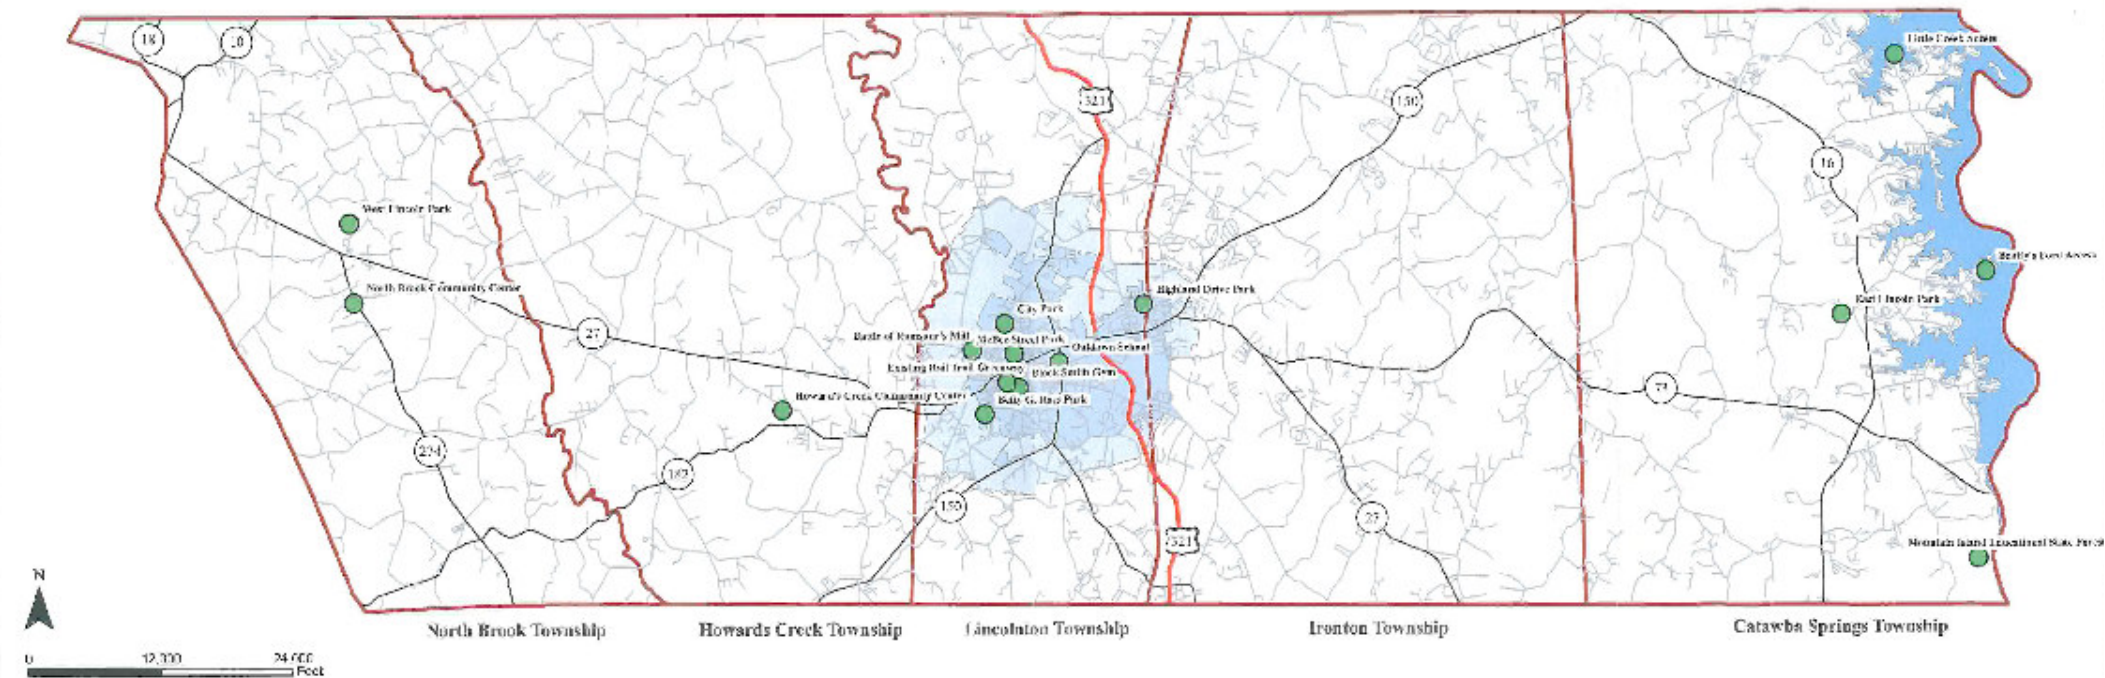 18
10
Little Creek Access
321
150
16
West Lincoln Park
Beatty's Ford Access
North Brook Community Center
Highland Drive Park
East Lincoln Park
City Park
27
Battle of Ramsour's Mill
McBee Street Park
Oaklawn School
Existing Rail Trail Greenway
Block Smith Gym
73
Howard's Creek Community Center
Betty G. Ross Park
274
182
150
27
321
Mountain Island Educational State Forest
N
North Brook Township
Howards Creek Township
Lincolnton Township
Ironton Township
Catawba Springs Township
0
12,000
24,000
Feet